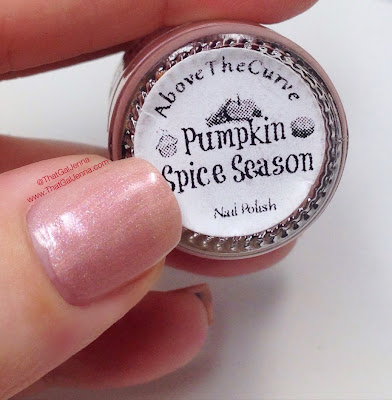 AboveTheCurve
Pumpkin
Spice Season
Nail Polish
@ThatGalJenna
www.ThatGalJenna.com